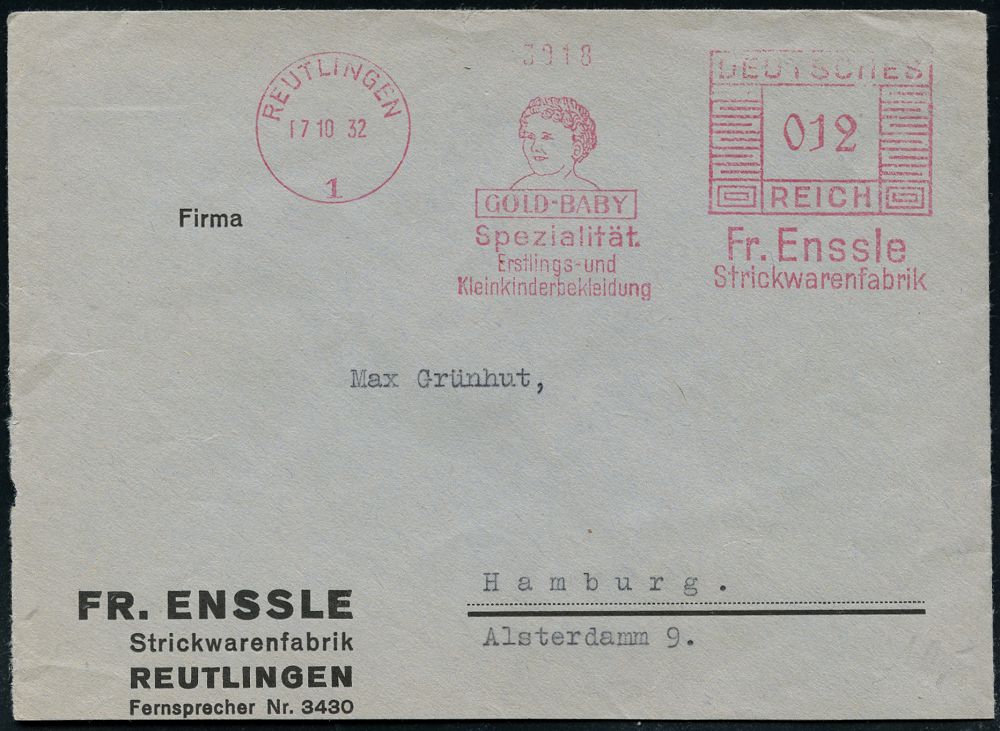 REUTLINGEN
17 10 32
1
3918
GOLD-BABY
Spezialität.
Erstlings-und
Kleinkinderbekleidung
DEUTSCHES
012
REICH
Fr. Enssle
Strickwarenfabrik
Firma
Max Grünhut,
Hamburg.
Alsterdamm 9.
FR. ENSSLE
Strickwarenfabrik
REUTLINGEN
Fernsprecher Nr. 3430